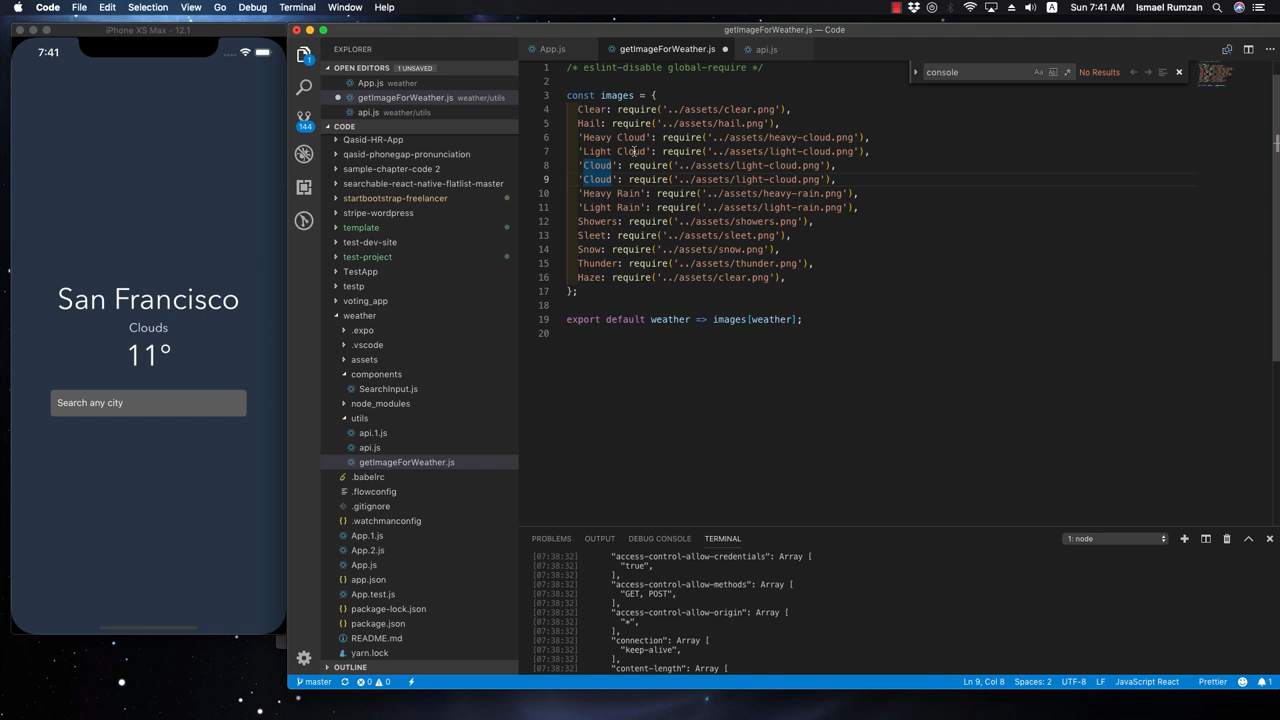 Code File Edit Selection View Go Debug Terminal Window Help
Sun 7:41 AM Ismael Rumzan
iPhone XS Max - 12.1
getImageForWeather.js — Code
7:41
San Francisco
Clouds
11°
Search any city
EXPLORER
OPEN EDITORS 1 UNSAVED
App.js weather
getImageForWeather.js weather/utils
api.js weather/utils
CODE
1
144
Qasid-HR-App
qasid-phonegap-pronunciation
sample-chapter-code 2
searchable-react-native-flatlist-master
startbootstrap-freelancer
stripe-wordpress
template
test-dev-site
test-project
TestApp
testp
voting_app
weather
.expo
.vscode
assets
components
SearchInput.js
node_modules
utils
api.1.js
api.js
getImageForWeather.js
.babelrc
.flowconfig
.gitignore
.watchmanconfig
App.1.js
App.2.js
App.js
app.json
App.test.js
package-lock.json
package.json
README.md
yarn.lock
OUTLINE
App.js getImageForWeather.js api.js
console Aa Abl .* No Results
1 /* eslint-disable global-require */
2
3 const images = {
4 Clear: require('../assets/clear.png'),
5 Hail: require('../assets/hail.png'),
6 'Heavy Cloud': require('../assets/heavy-cloud.png'),
7 'Light Cloud': require('../assets/light-cloud.png'),
8 'Cloud': require('../assets/light-cloud.png'),
9 'Cloud': require('../assets/light-cloud.png'),
10 'Heavy Rain': require('../assets/heavy-rain.png'),
11 'Light Rain': require('../assets/light-rain.png'),
12 Showers: require('../assets/showers.png'),
13 Sleet: require('../assets/sleet.png'),
14 Snow: require('../assets/snow.png'),
15 Thunder: require('../assets/thunder.png'),
16 Haze: require('../assets/clear.png'),
17 };
18
19 export default weather => images[weather];
20
PROBLEMS OUTPUT DEBUG CONSOLE TERMINAL 1: node
[07:38:32] "access-control-allow-credentials": Array [
[07:38:32] "true",
[07:38:32] ],
[07:38:32] "access-control-allow-methods": Array [
[07:38:32] "GET, POST",
[07:38:32] ],
[07:38:32] "access-control-allow-origin": Array [
[07:38:32] "*",
[07:38:32] ],
[07:38:32] "connection": Array [
[07:38:32] "keep-alive",
[07:38:32] ],
[07:38:32] "content-length": Array [
master 0 0 Ln 9, Col 8 Spaces: 2 UTF-8 LF JavaScript React Prettier 1